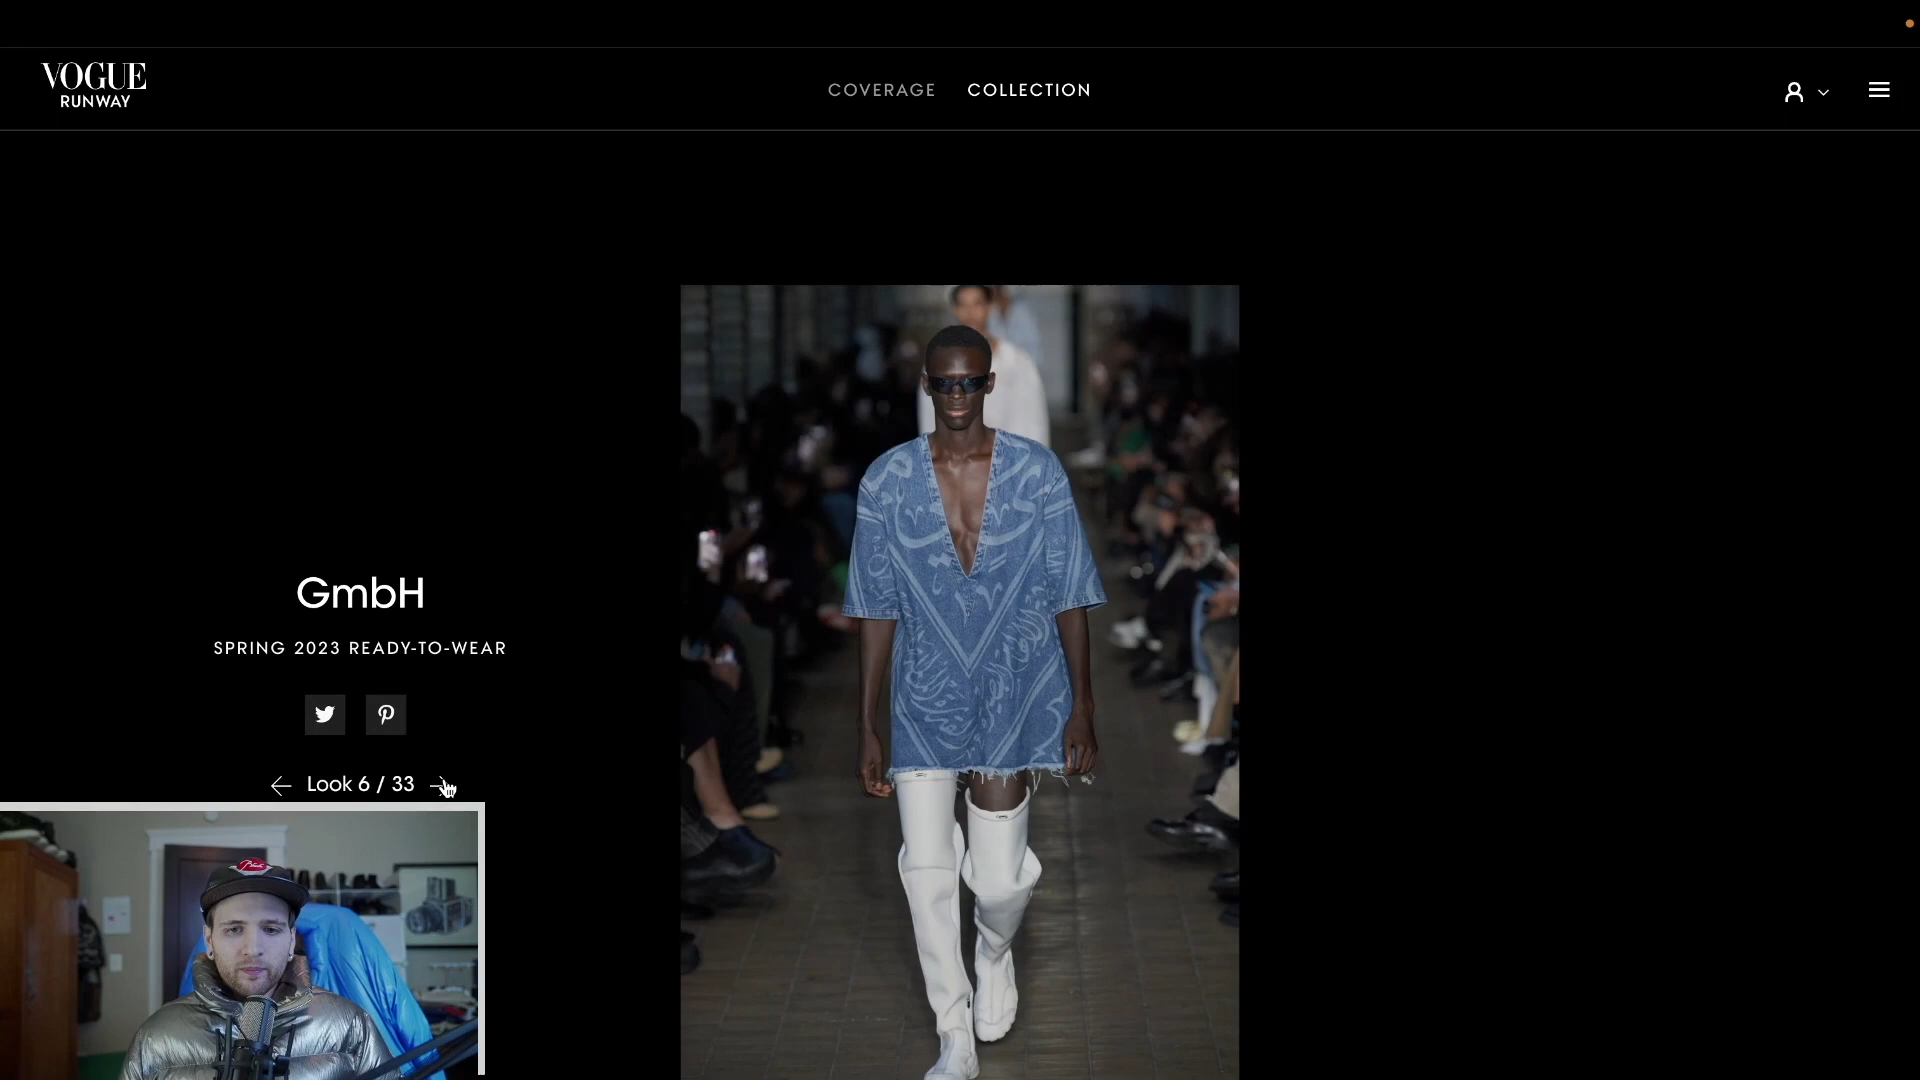 VOGUE
RUNWAY
COVERAGE COLLECTION
GmbH
SPRING 2023 READY-TO-WEAR
Look 6 / 33